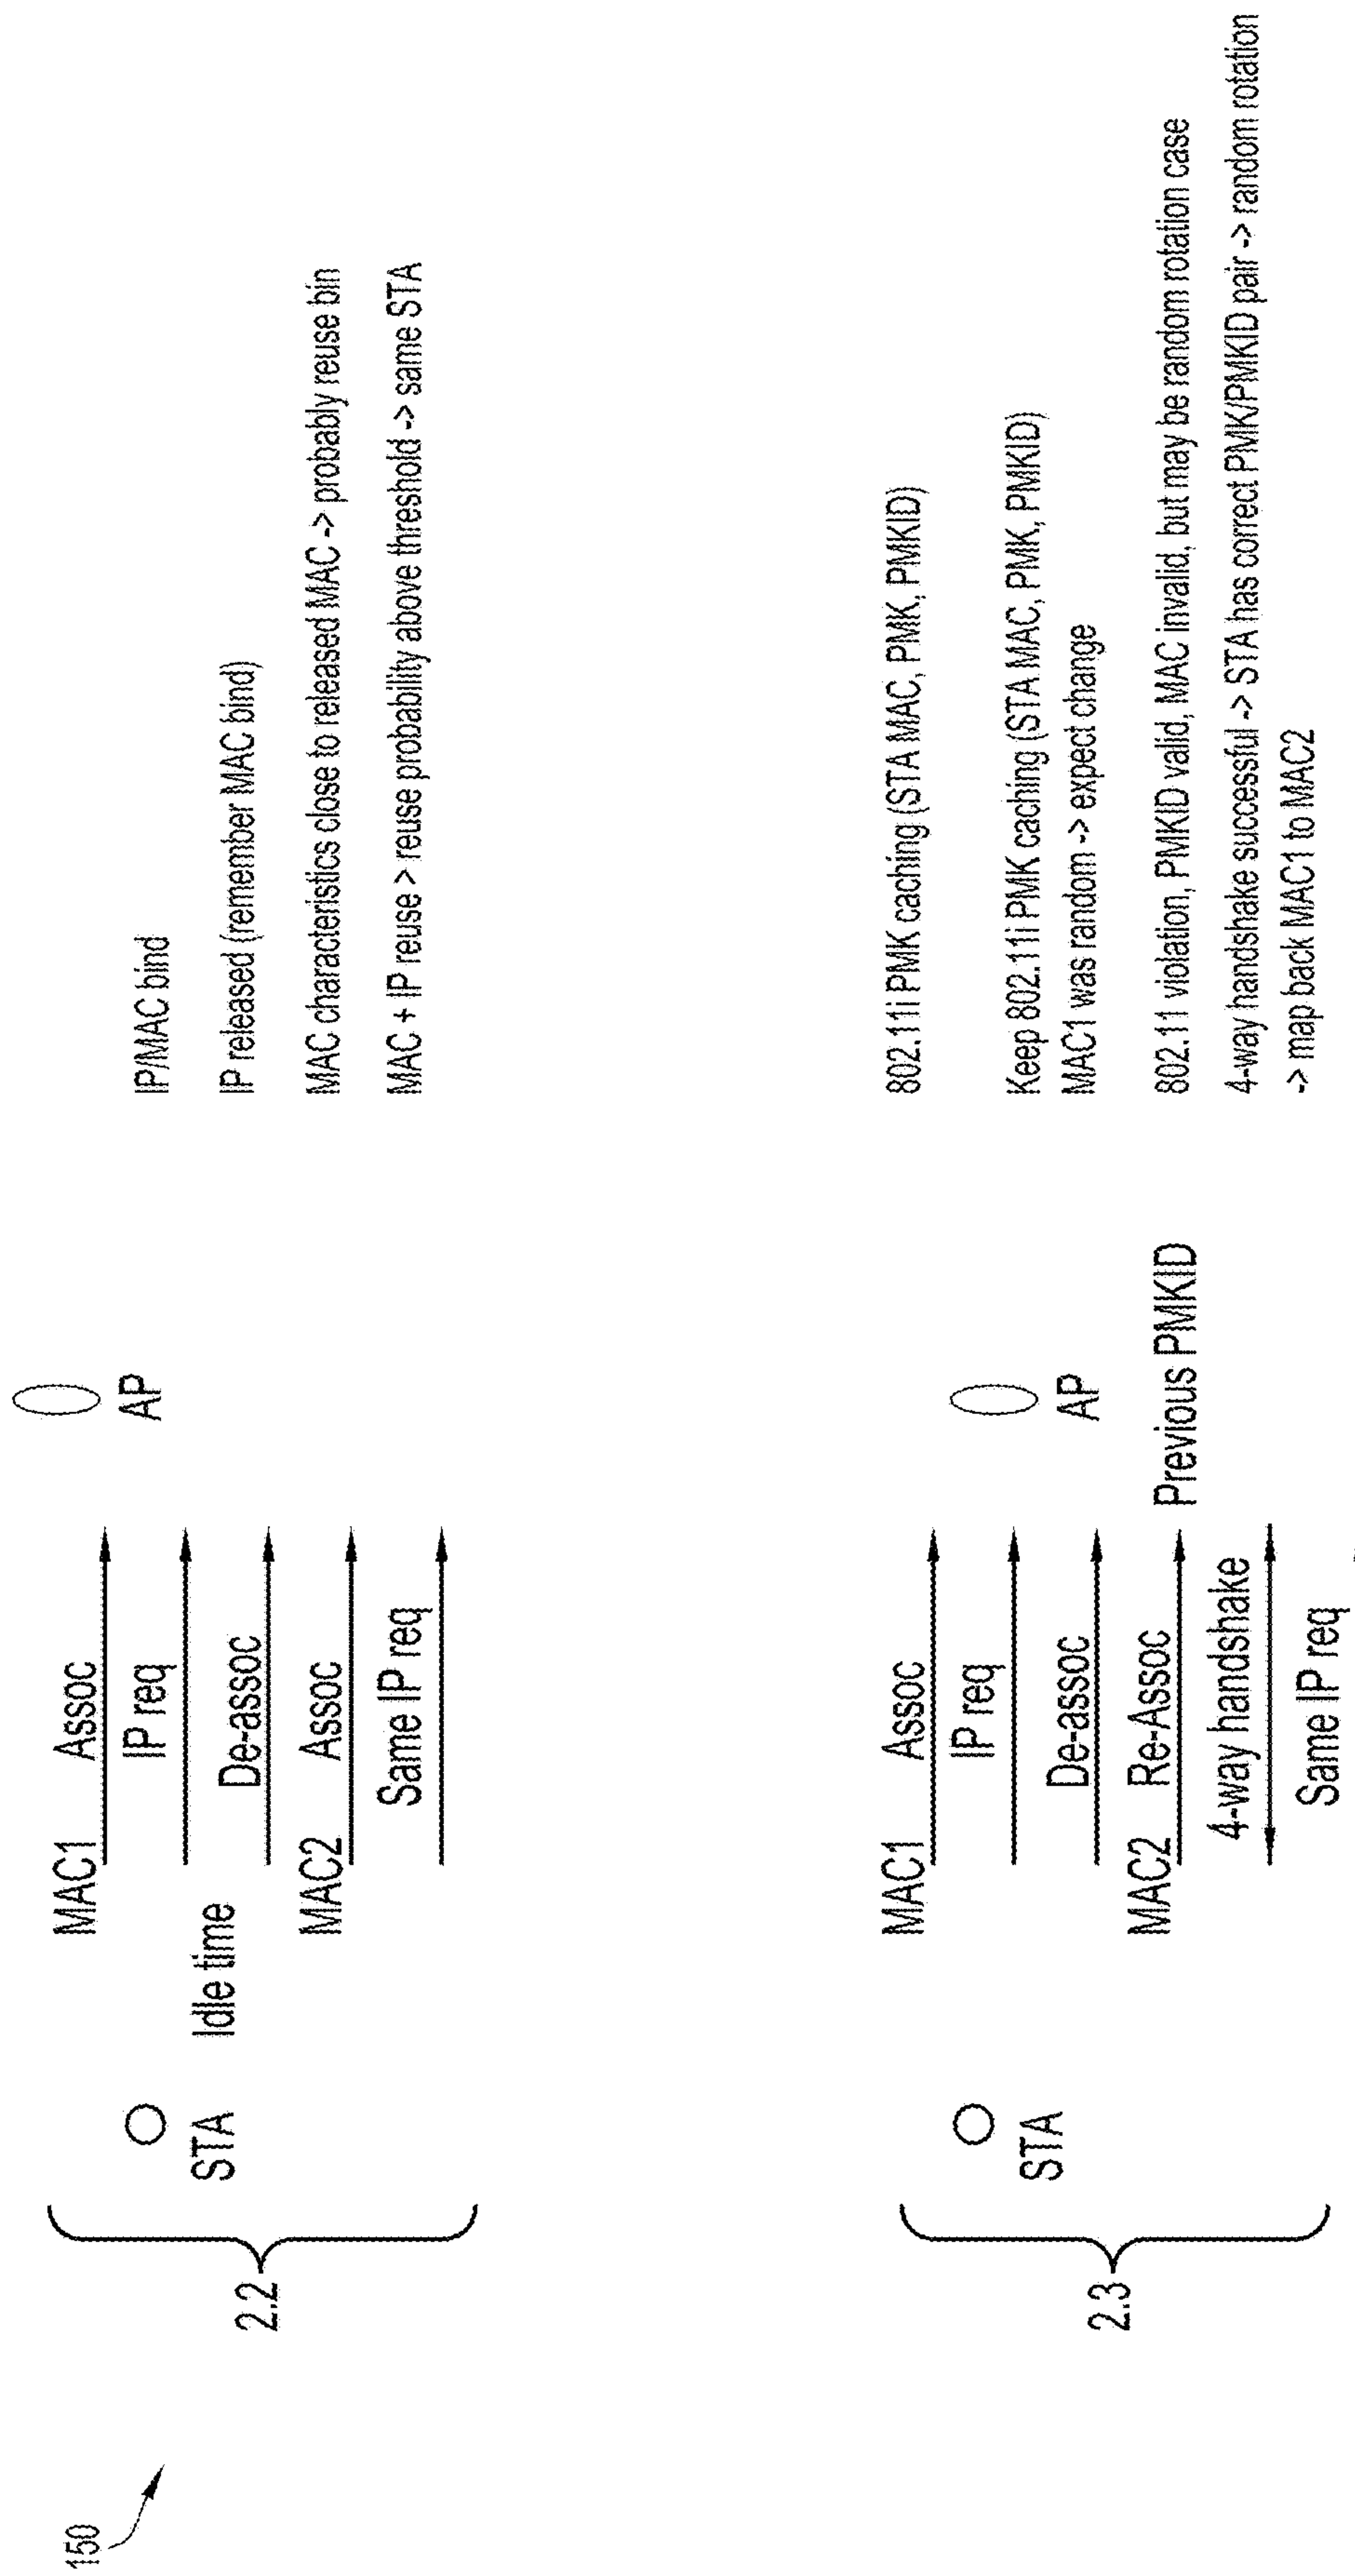 150
2.2
STA
Idle time
MAC1 Assoc
IP req
De-assoc
MAC2 Assoc
Same IP req
AP
IP/MAC bind
IP released (remember MAC bind)
MAC characteristics close to released MAC -> probably reuse bin
MAC + IP reuse > reuse probability above threshold -> same STA
2.3
STA
MAC1 Assoc
IP req
De-assoc
MAC2 Re-Assoc
4-way handshake
Same IP req
AP
Previous PMKID
802.11i PMK caching (STA MAC, PMK, PMKID)
Keep 802.11i PMK caching (STA MAC, PMK, PMKID)
MAC1 was random -> expect change
802.11 violation, PMKID valid, MAC invalid, but may be random rotation case
4-way handshake successful -> STA has correct PMK/PMKID pair -> random rotation
-> map back MAC1 to MAC2